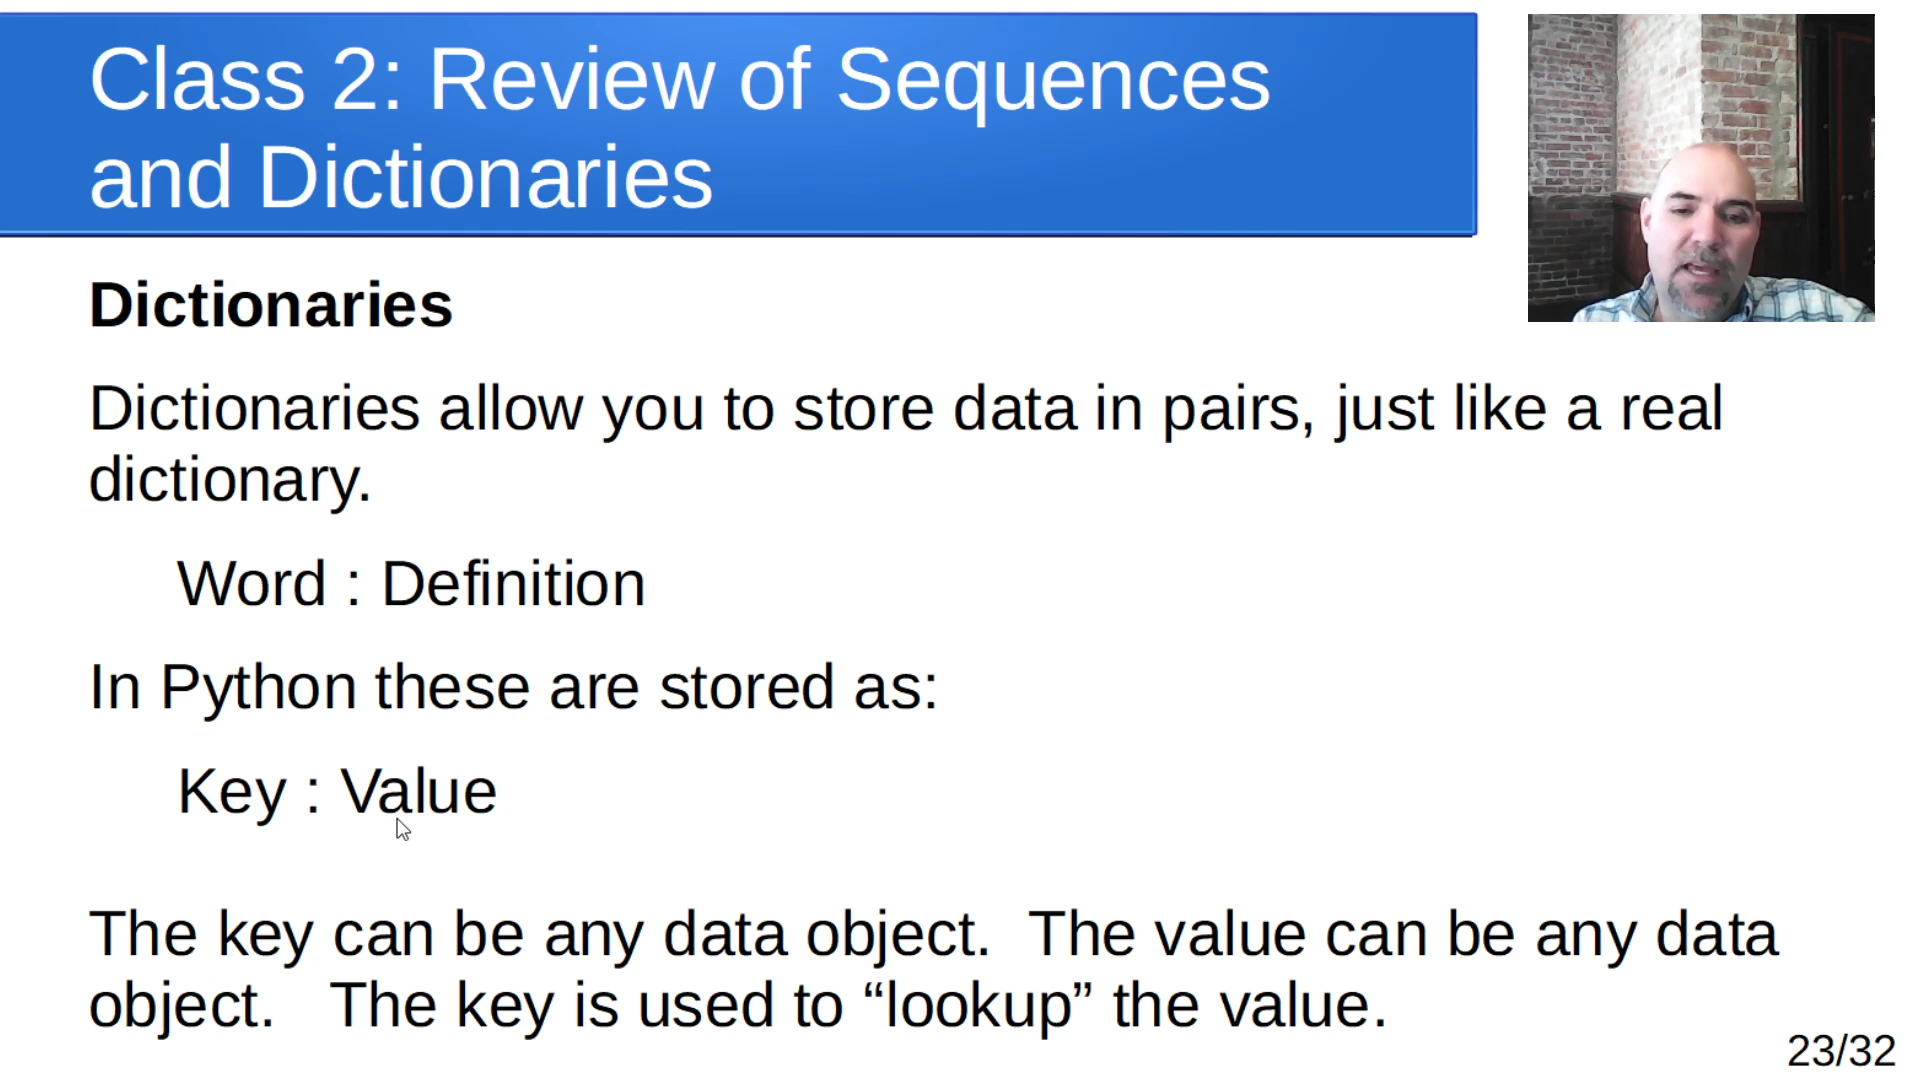 Class 2: Review of Sequences
and Dictionaries
Dictionaries
Dictionaries allow you to store data in pairs, just like a real
dictionary.
Word : Definition
In Python these are stored as:
Key : Value
The key can be any data object.  The value can be any data
object.   The key is used to “lookup” the value.
23/32